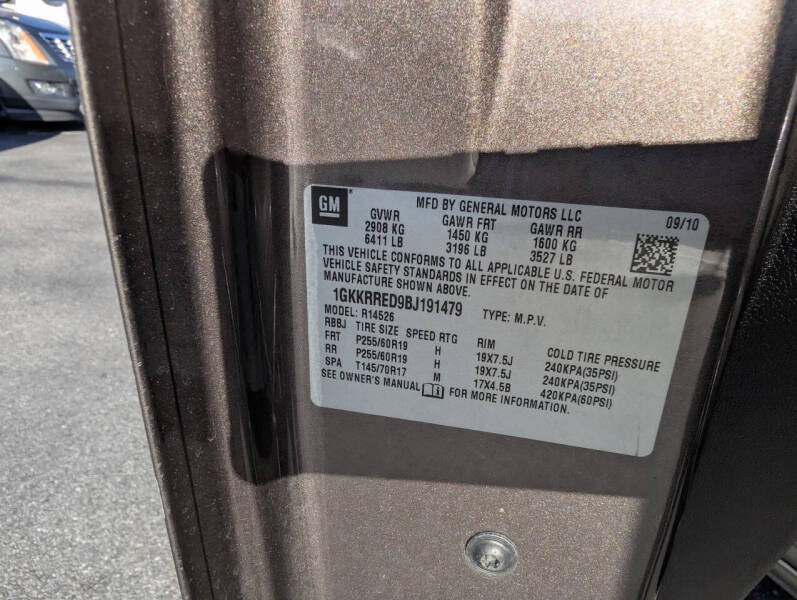 GM ®
MFD BY GENERAL MOTORS LLC 09/10
GVWR GAWR FRT GAWR RR
2908 KG 1450 KG 1600 KG
6411 LB 3196 LB 3527 LB
THIS VEHICLE CONFORMS TO ALL APPLICABLE U.S. FEDERAL MOTOR
VEHICLE SAFETY STANDARDS IN EFFECT ON THE DATE OF
MANUFACTURE SHOWN ABOVE.
1GKKRRED9BJ191479 TYPE: M.P.V.
MODEL: R14526
RBBJ TIRE SIZE SPEED RTG RIM COLD TIRE PRESSURE
FRT P255/60R19 H 19X7.5J 240KPA(35PSI)
RR P255/60R19 H 19X7.5J 240KPA(35PSI)
SPA T145/70R17 M 17X4.5B 420KPA(60PSI)
SEE OWNER'S MANUAL FOR MORE INFORMATION.